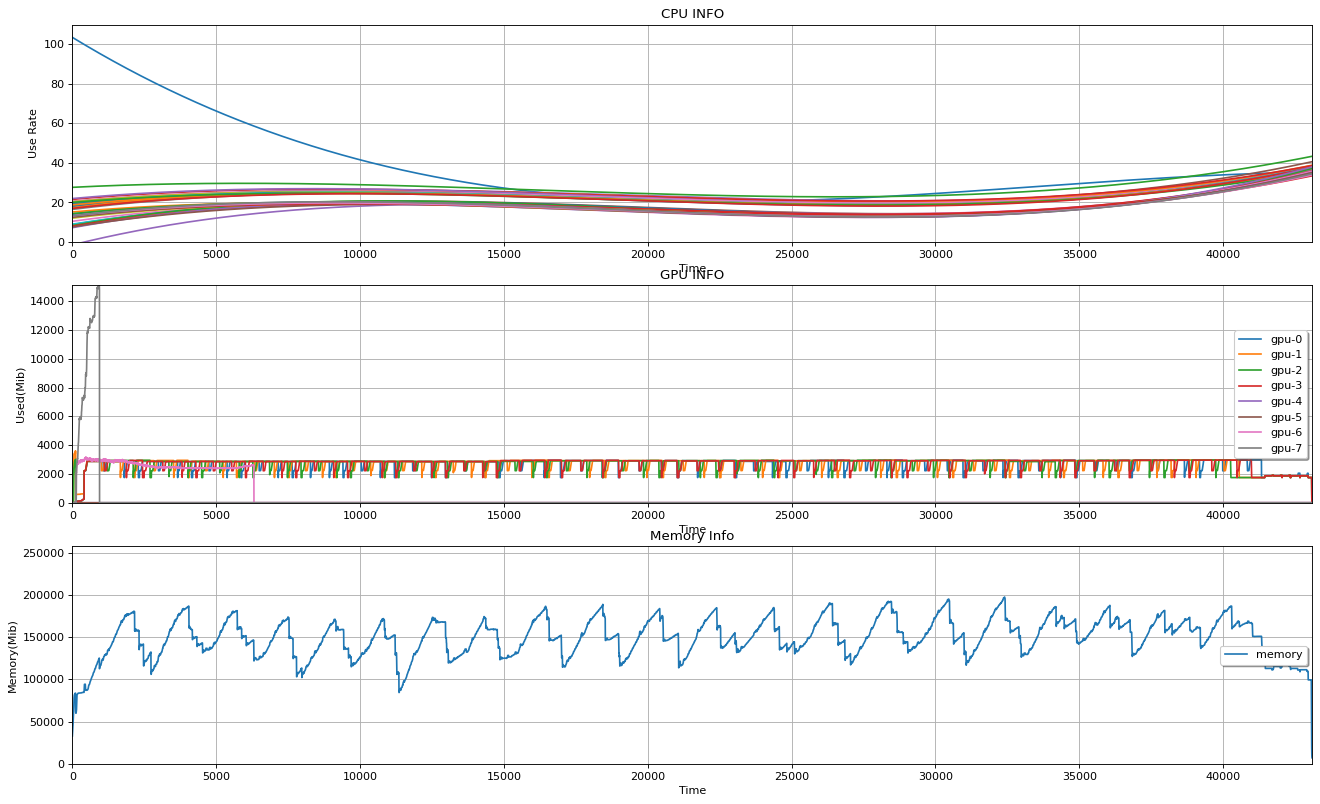 CPU INFO
100
80
60
40
20
0
Use Rate
0 5000 10000 15000 20000 25000 30000 35000 40000
Time
GPU INFO
14000
12000
10000
8000
6000
4000
2000
0
Used(Mib)
gpu-0
gpu-1
gpu-2
gpu-3
gpu-4
gpu-5
gpu-6
gpu-7
0 5000 10000 15000 20000 25000 30000 35000 40000
Time
Memory Info
250000
200000
150000
100000
50000
0
Memory(Mib)
memory
0 5000 10000 15000 20000 25000 30000 35000 40000
Time